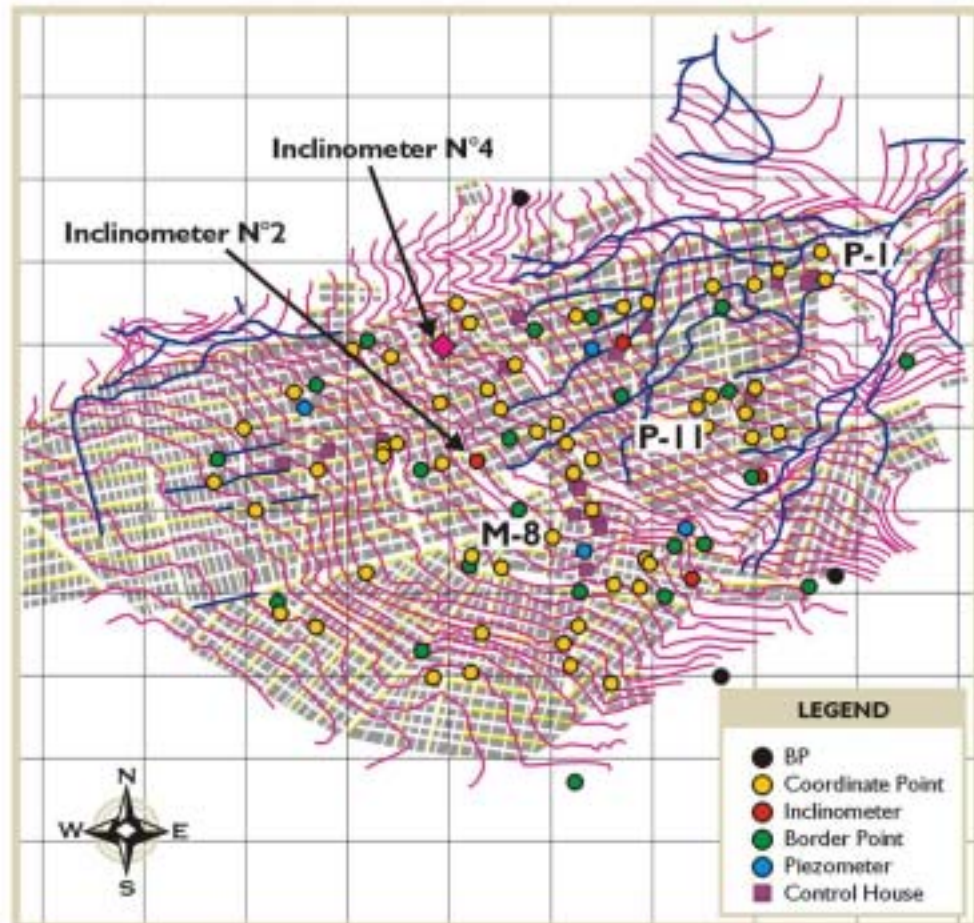 Inclinometer N°4
Inclinometer N°2
P-1
P-11
M-8
LEGEND
BP
Coordinate Point
Inclinometer
Border Point
Piezometer
Control House
N
W E
S